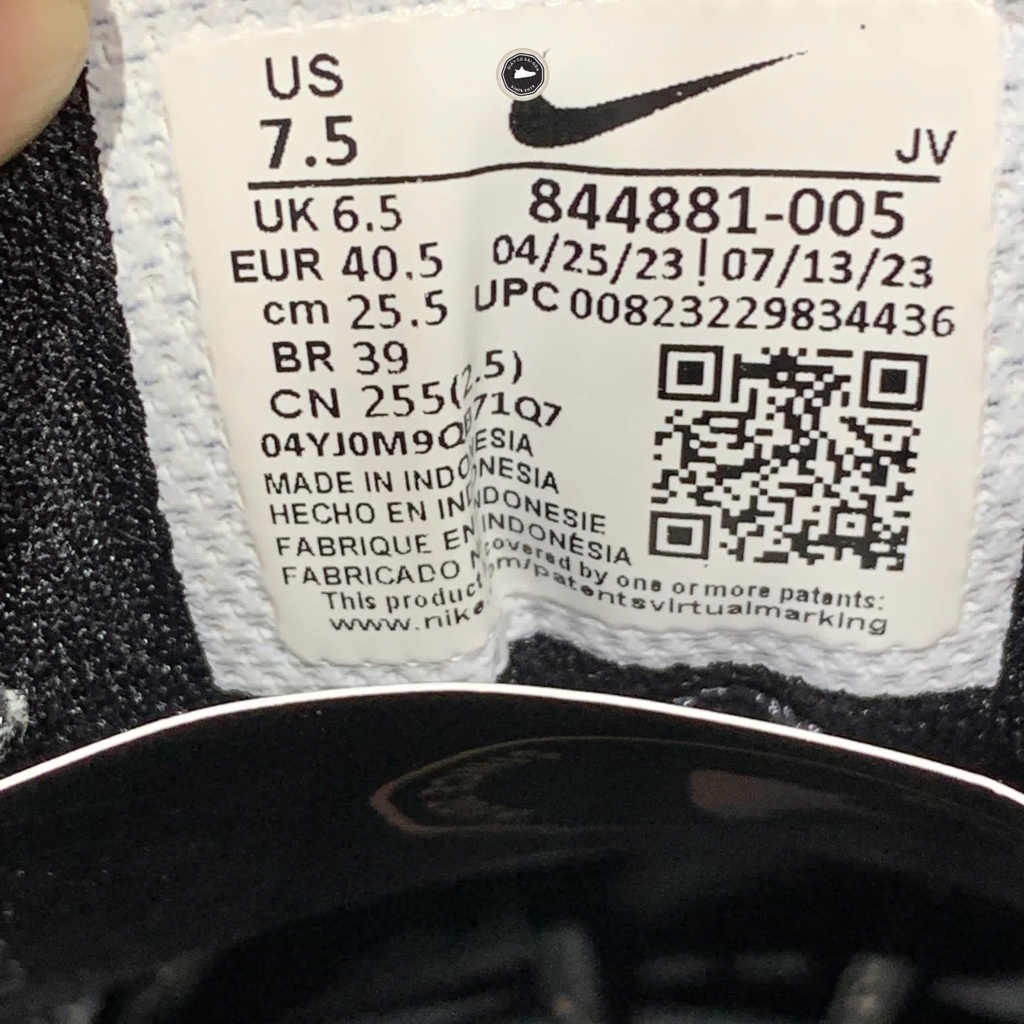 US
7.5
JV
UK 6.5
844881-005
EUR 40.5
04/25/23 | 07/13/23
cm 25.5
UPC 00823229834436
BR 39
CN 255(2.5)
04YJ0M9QB71Q7
MADE IN INDONESIA
HECHO EN INDONESIA
FABRIQUE EN INDONESIE
FABRICADO N INDONÉSIA
This product covered by one or more patents:
www.nike.com/patentsvirtualmarking